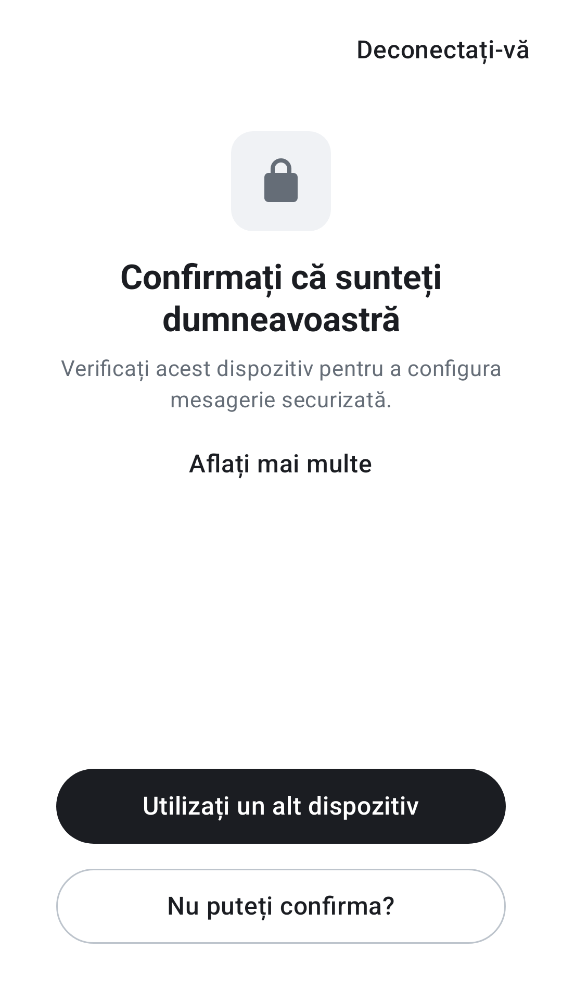 Deconectați-vă
Confirmați că sunteți
dumneavoastră
Verificați acest dispozitiv pentru a configura
mesagerie securizată.
Aflați mai multe
Utilizați un alt dispozitiv
Nu puteți confirma?